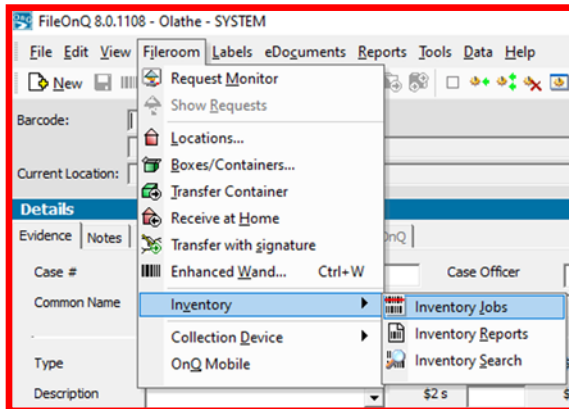 FileOnQ 8.0.1108 - Olathe - SYSTEM
File Edit View Fileroom Labels eDocuments Reports Tools Data Help
New
Request Monitor
Show Requests
Barcode:
Locations...
Boxes/Containers...
Current Location:
Transfer Container
Details
Receive at Home
Evidence Notes
Transfer with signature
nQ
Case #
Enhanced Wand... Ctrl+W
Case Officer
Common Name
Inventory
Inventory Jobs
Collection Device
Inventory Reports
Type
OnQ Mobile
Inventory Search
Description
$2 s